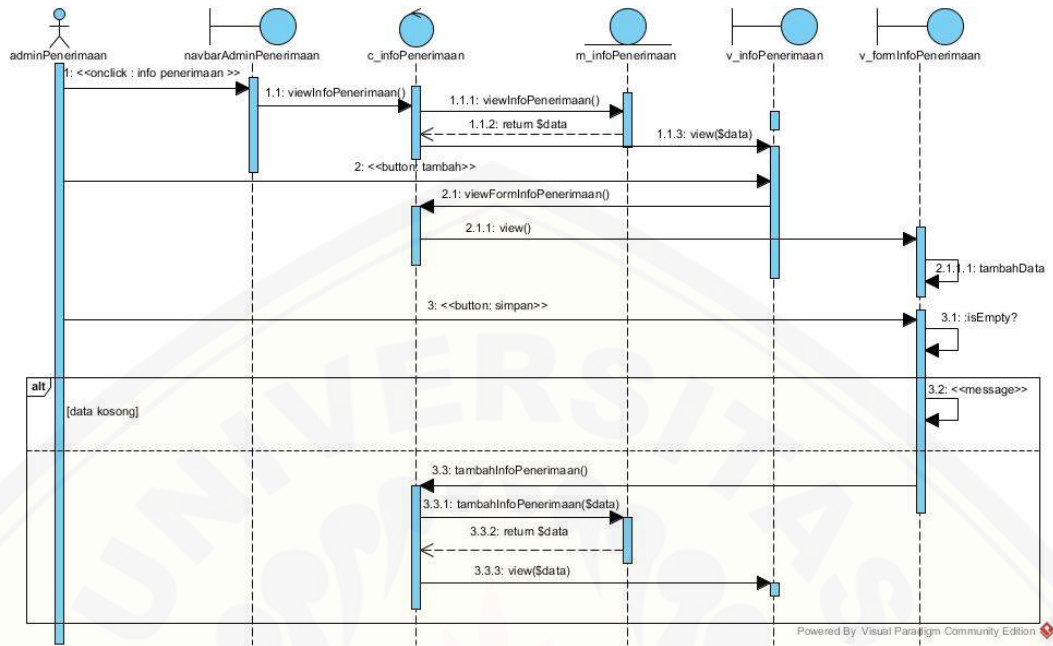 adminPenerimaan
navbarAdminPenerimaan
c_infoPenerimaan
m_infoPenerimaan
v_infoPenerimaan
v_formInfoPenerimaan
1: <<onclick : info penerimaan >>
1.1: viewInfoPenerimaan()
1.1.1: viewInfoPenerimaan()
1.1.2: return $data
1.1.3: view($data)
2: <<button: tambah>>
2.1: viewFormInfoPenerimaan()
2.1.1: view()
2.1.1.1: tambahData
3: <<button: simpan>>
3.1: :isEmpty?
alt
[data kosong]
3.2: <<message>>
3.3: tambahInfoPenerimaan()
3.3.1: tambahInfoPenerimaan($data)
3.3.2: return $data
3.3.3: view($data)
UNIVERSITAS
Powered By Visual Paradigm Community Edition